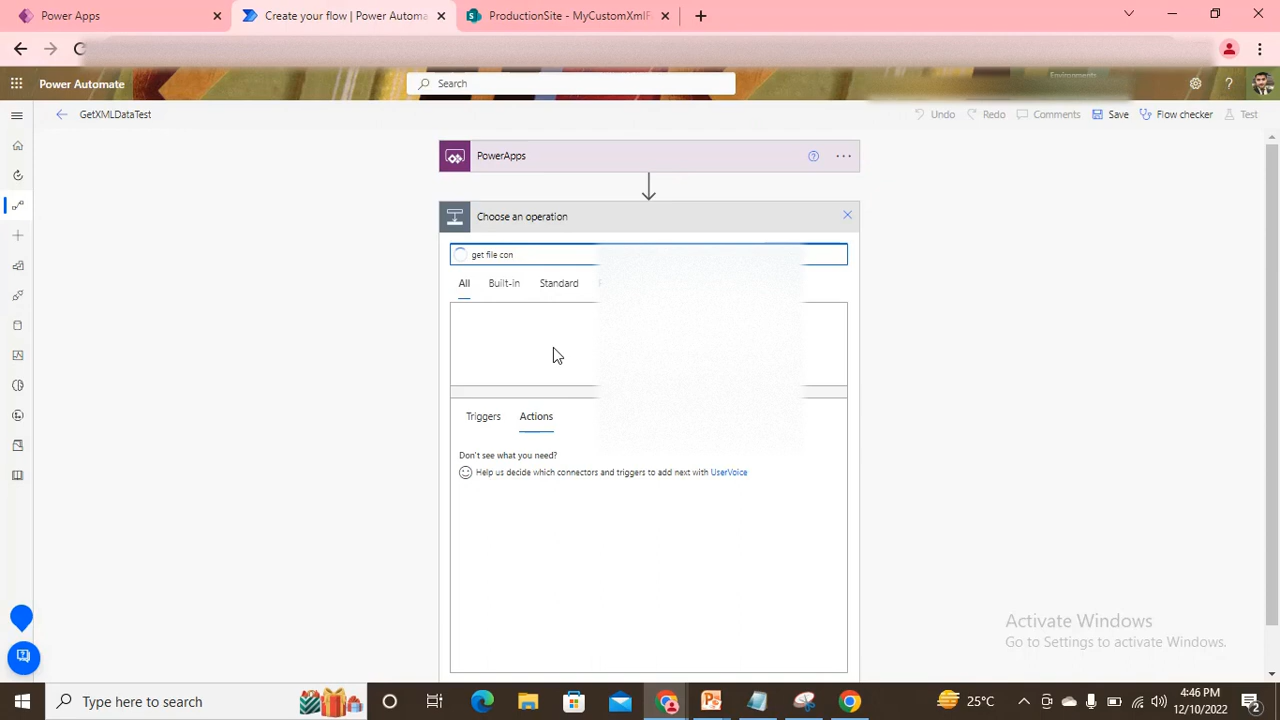 Power Apps
Create your flow | Power Automa
ProductionSite - MyCustomXmlF
Power Automate
Search
Environments
GetXMLDataTest
Undo
Redo
Comments
Save
Flow checker
Test
PowerApps
Choose an operation
get file con
All
Built-in
Standard
Triggers
Actions
Don't see what you need?
Help us decide which connectors and triggers to add next with UserVoice
Activate Windows
Go to Settings to activate Windows.
Type here to search
25°C
4:46 PM
12/10/2022
2